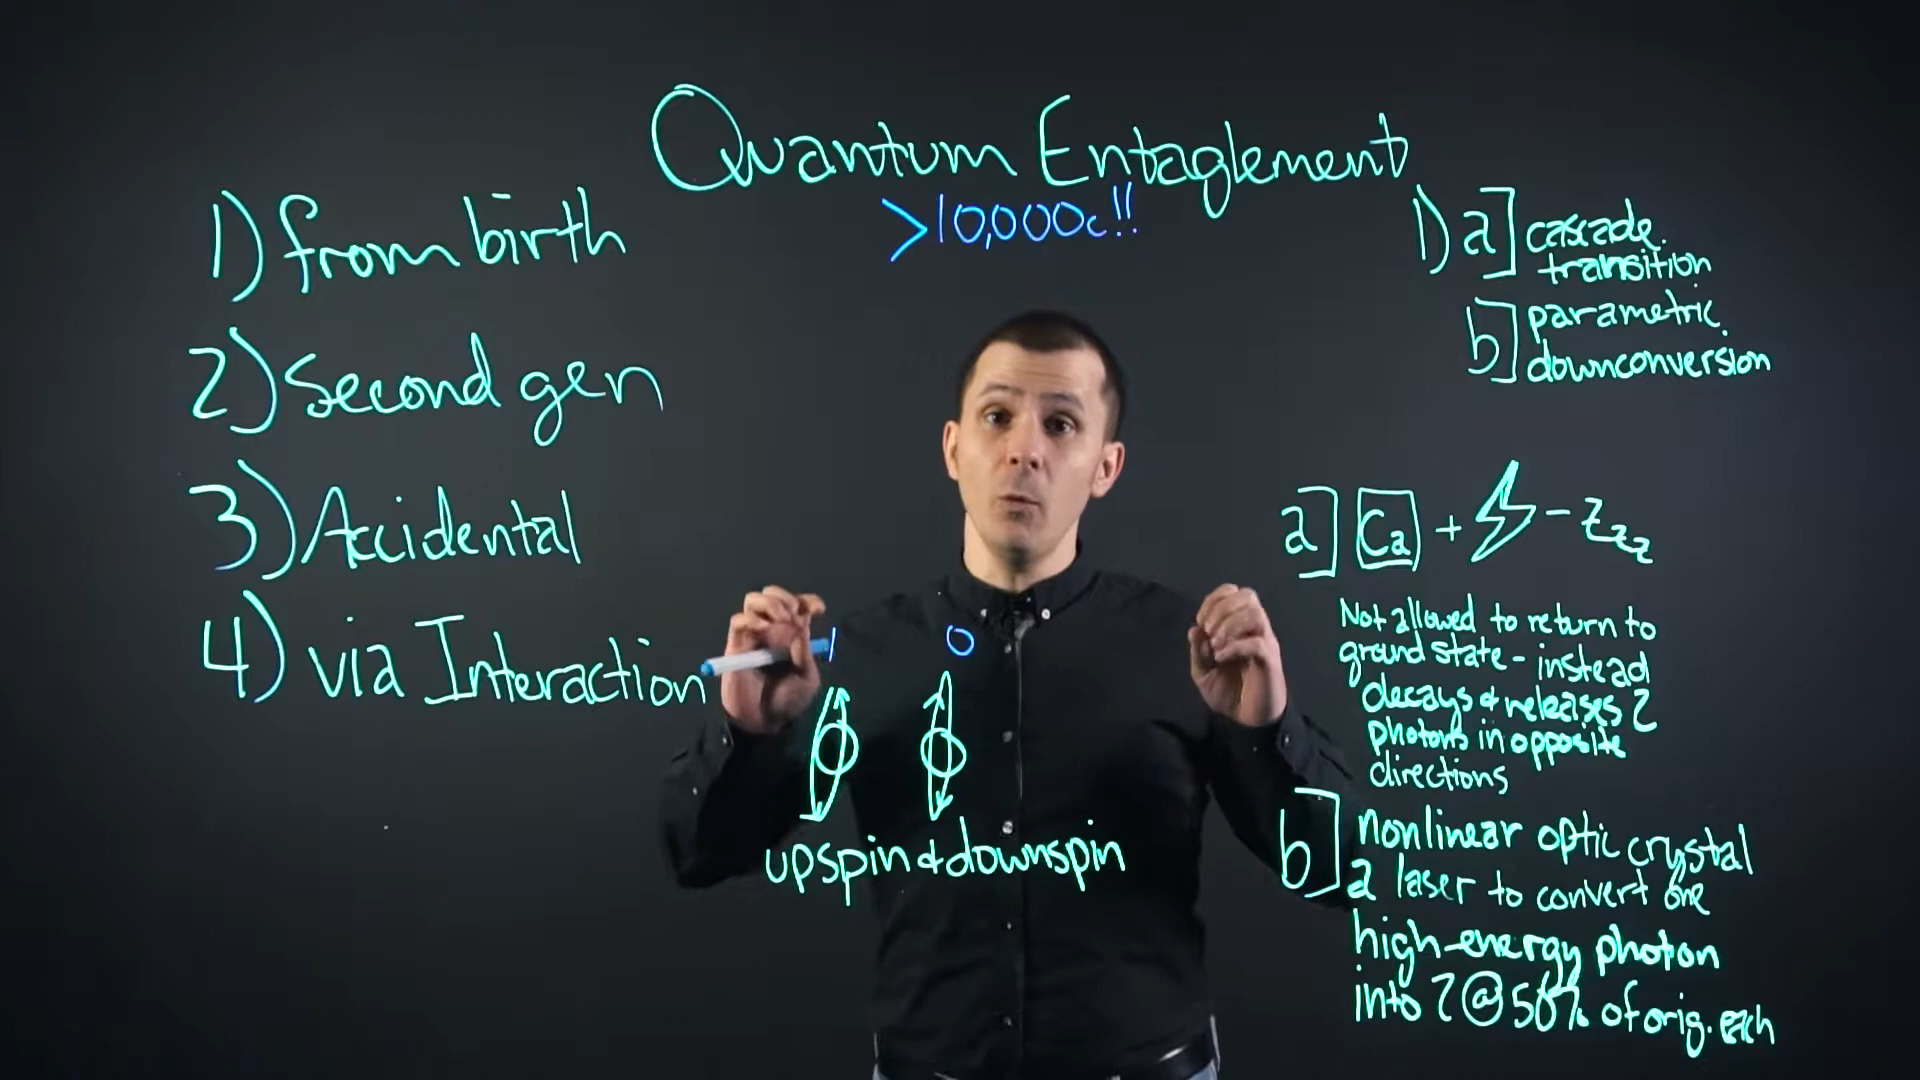 Quantum Entaglement
>10,000c!!
1) from birth
2) Second gen
3) Accidental
4) via Interaction
1 0
upspin & downspin
1) a] cascade
transition
b] parametric
downconversion
a] Ca + - zzzz
Not allowed to return to
ground state - instead
decays & releases 2
photons in opposite
directions
b] nonlinear optic crystal
a laser to convert one
high-energy photon
into 2 @ 50% of orig. each